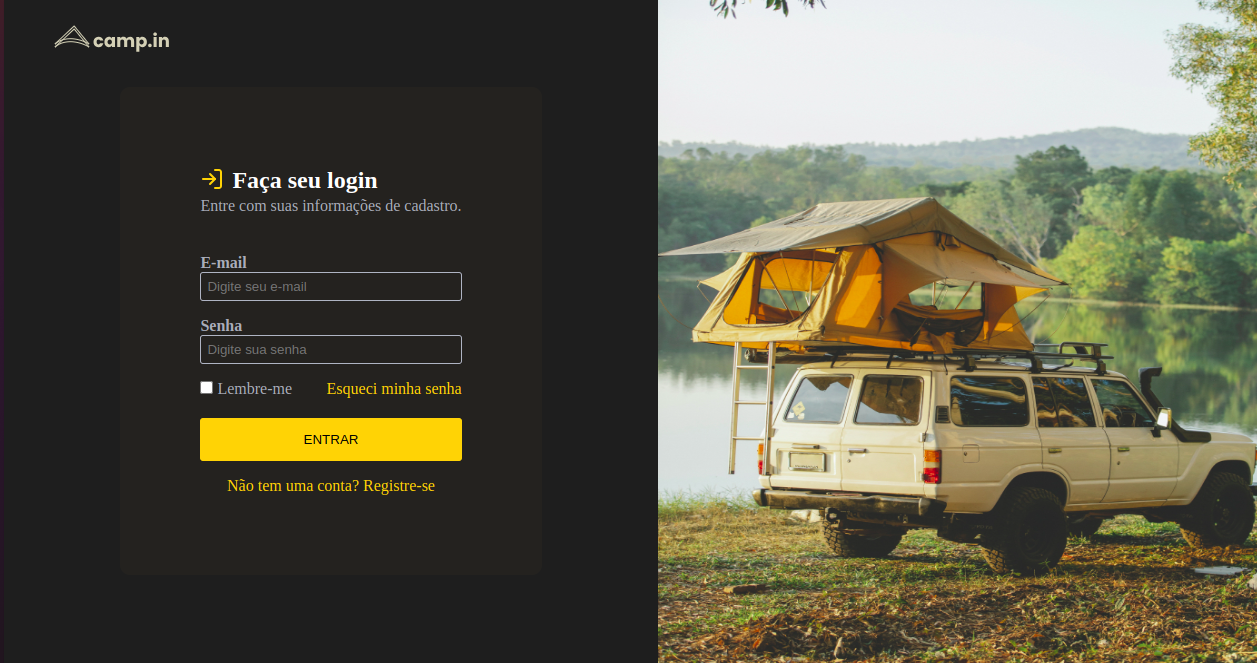 camp.in
Faça seu login
Entre com suas informações de cadastro.
E-mail
Digite seu e-mail
Senha
Digite sua senha
Lembre-me Esqueci minha senha
ENTRAR
Não tem uma conta? Registre-se